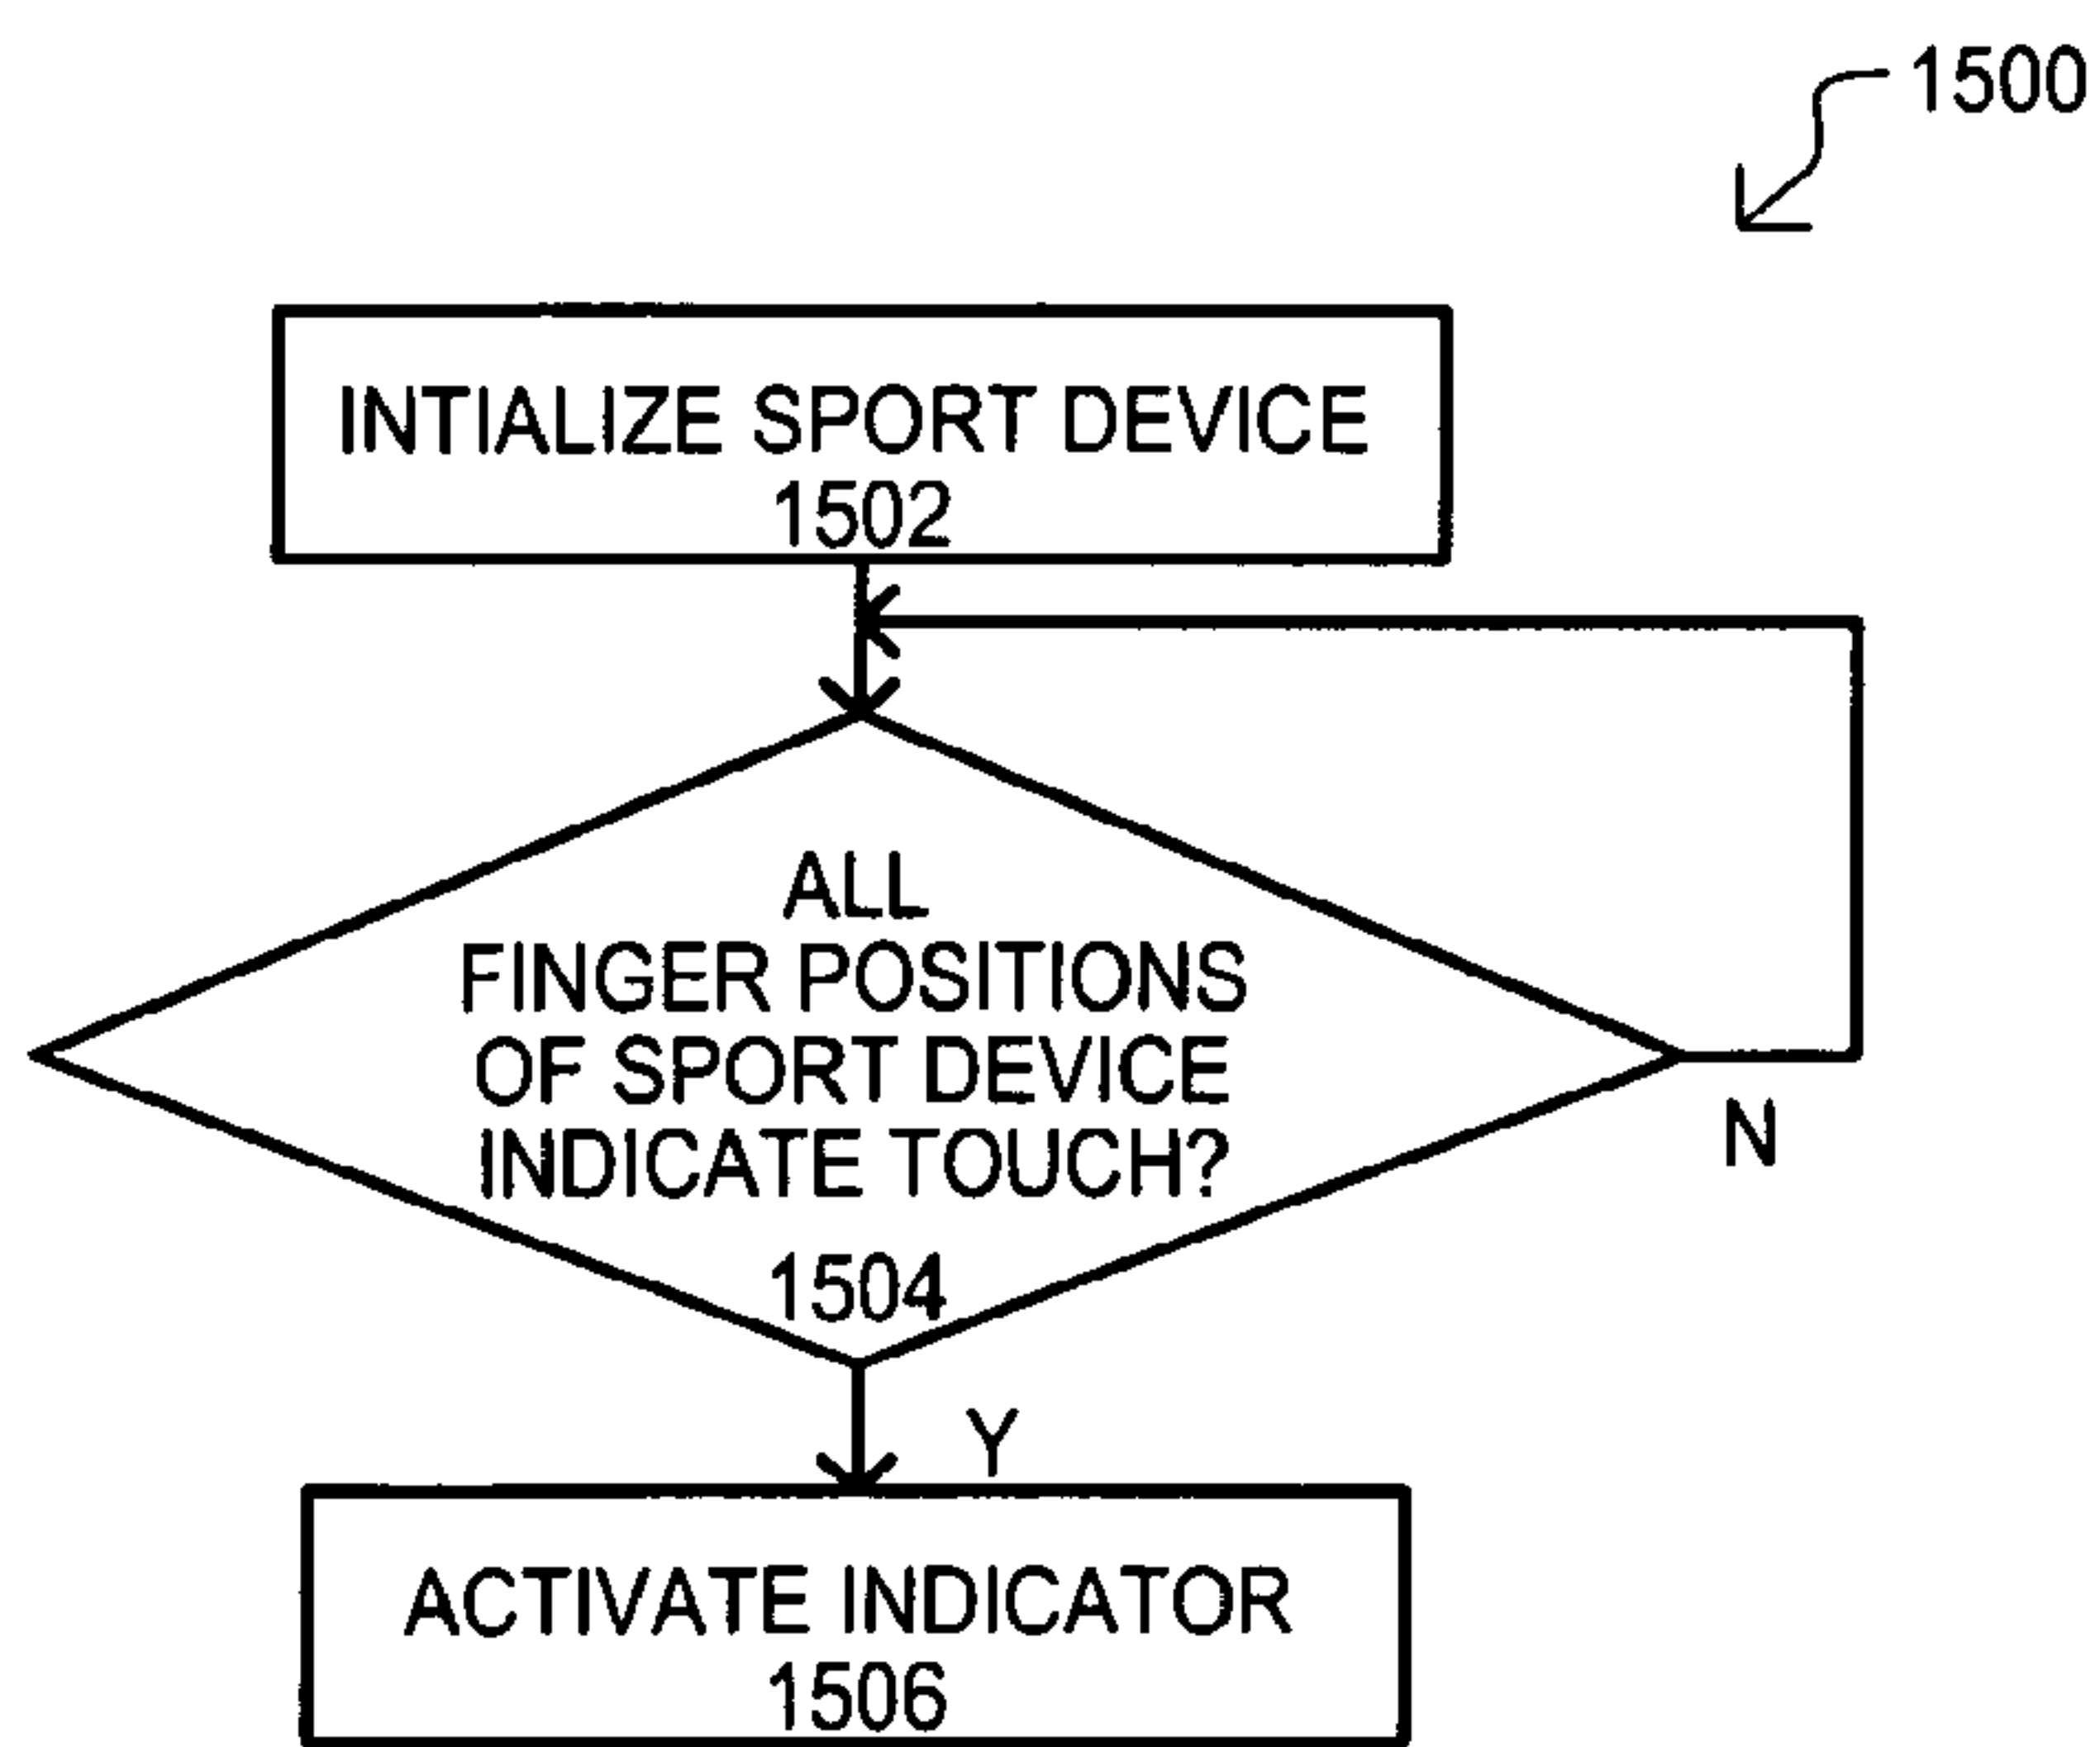 1500
INTIALIZE SPORT DEVICE
1502
ALL
FINGER POSITIONS
OF SPORT DEVICE
INDICATE TOUCH?
1504
N
Y
ACTIVATE INDICATOR
1506